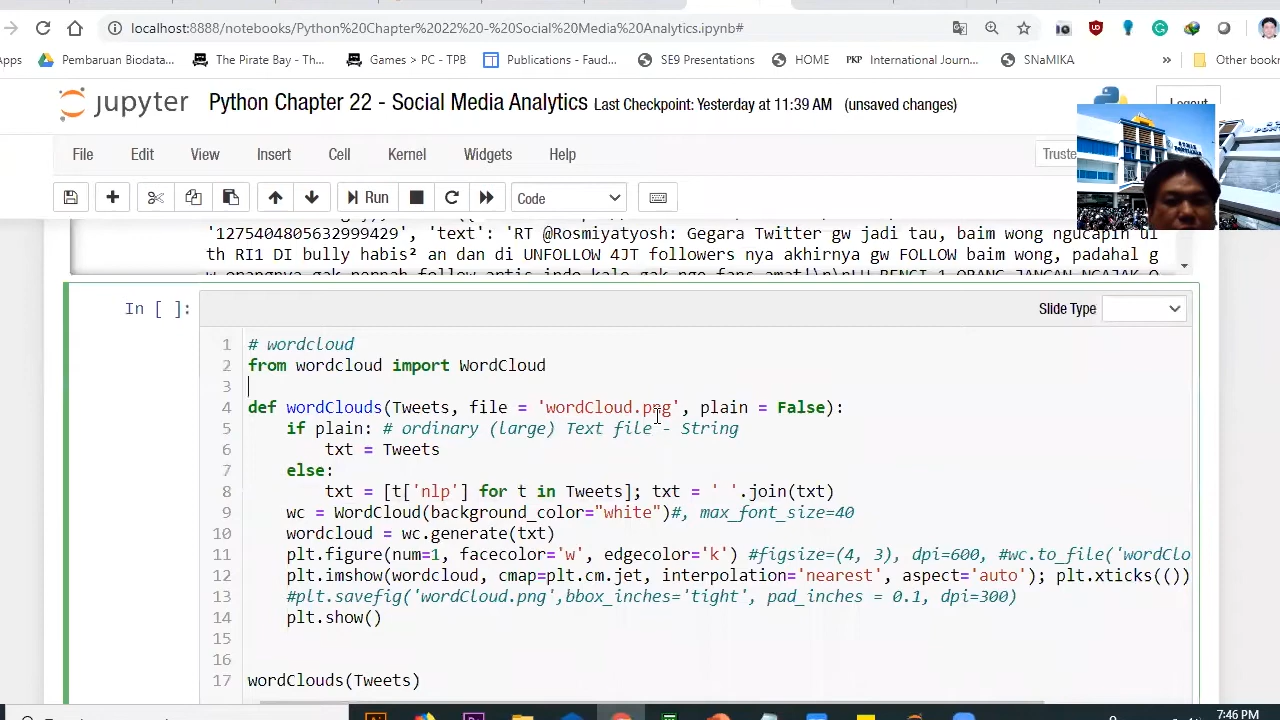 localhost:8888/notebooks/Python%20Chapter%2022%20-%20Social%20Media%20Analytics.ipynb#
pps Pembaruan Biodata... The Pirate Bay - Th... Games > PC - TPB Publications - Faud... SE9 Presentations HOME PKP International Journ... SNaMIKA » Other bookr
jupyter Python Chapter 22 - Social Media Analytics Last Checkpoint: Yesterday at 11:39 AM (unsaved changes) Logout
File Edit View Insert Cell Kernel Widgets Help Truste
Run Code
'1275404805632999429', 'text': 'RT @Rosmiyatyosh: Gegara Twitter gw jadi tau, baim wong ngucapin ul
th RI1 DI bully habis² an dan di UNFOLLOW 4JT followers nya akhirnya gw FOLLOW baim wong, padahal g
In [ ]:
Slide Type
1 # wordcloud
2 from wordcloud import WordCloud
3
4 def wordClouds(Tweets, file = 'wordCloud.png', plain = False):
5 if plain: # ordinary (large) Text file - String
6 txt = Tweets
7 else:
8 txt = [t['nlp'] for t in Tweets]; txt = ' '.join(txt)
9 wc = WordCloud(background_color="white")#, max_font_size=40
10 wordcloud = wc.generate(txt)
11 plt.figure(num=1, facecolor='w', edgecolor='k') #figsize=(4, 3), dpi=600, #wc.to_file('wordClo
12 plt.imshow(wordcloud, cmap=plt.cm.jet, interpolation='nearest', aspect='auto'); plt.xticks(())
13 #plt.savefig('wordCloud.png',bbox_inches='tight', pad_inches = 0.1, dpi=300)
14 plt.show()
15
16
17 wordClouds(Tweets)
7:46 PM